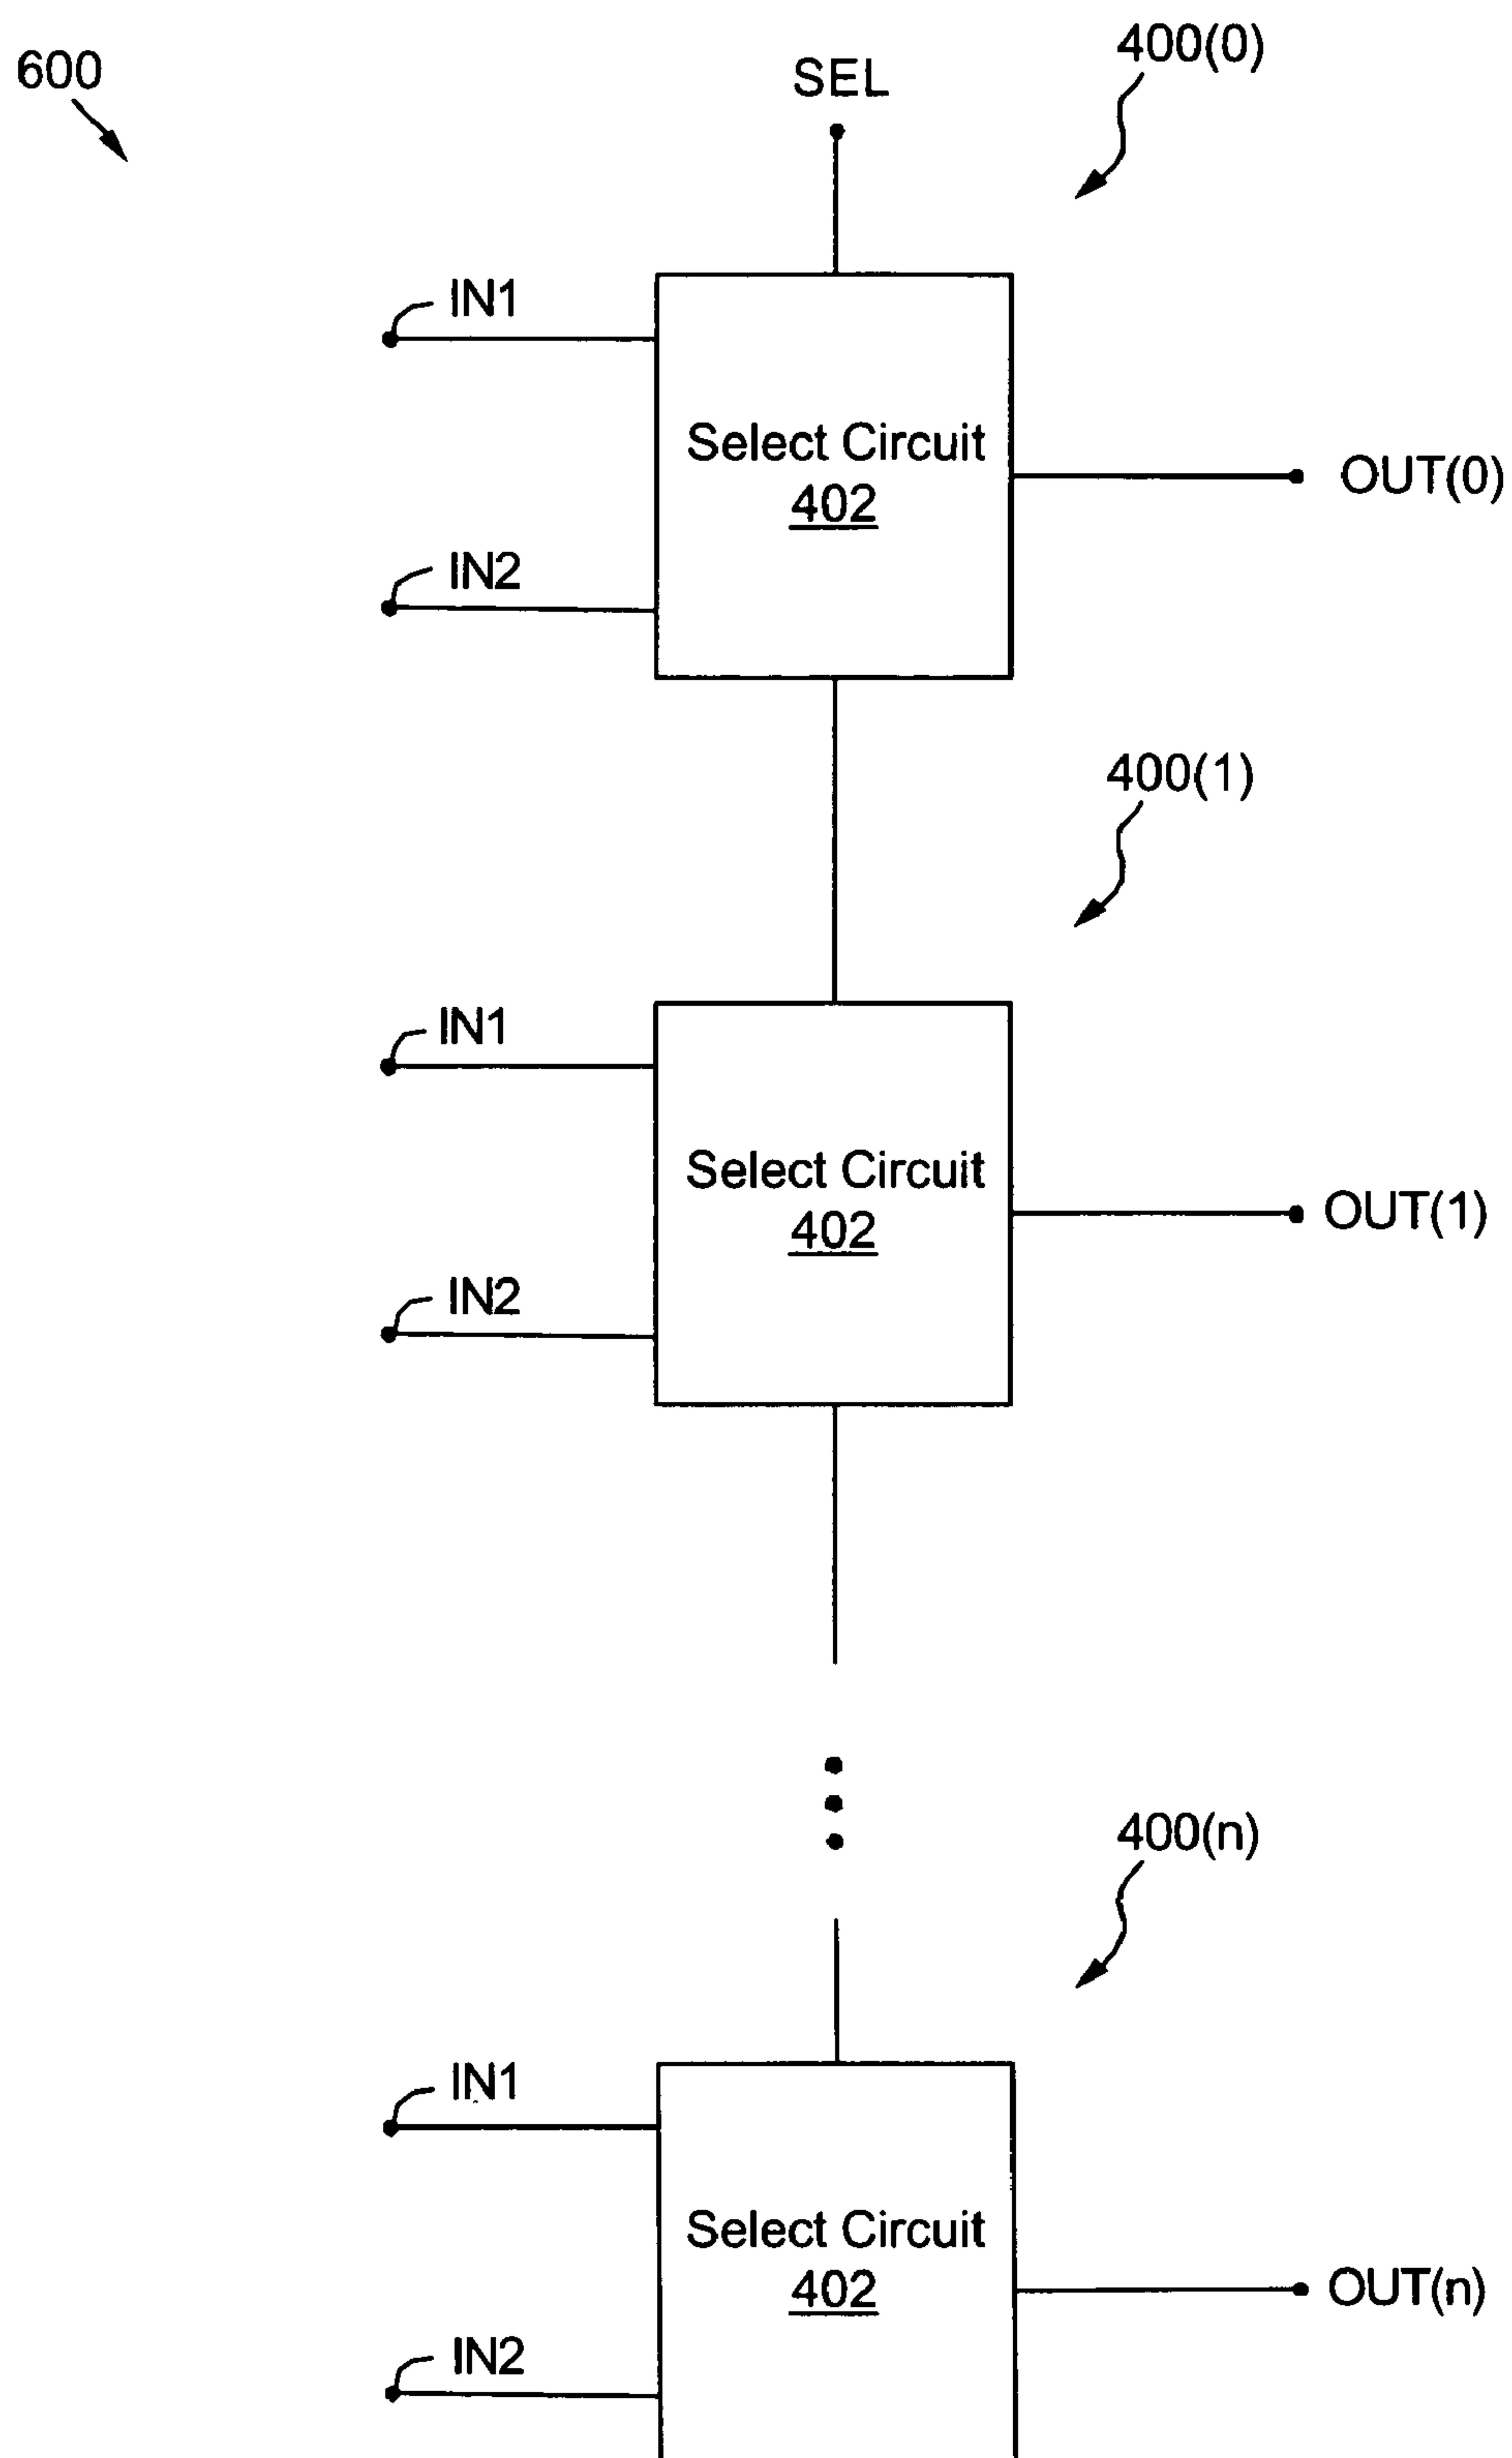 600
SEL
400(0)
IN1
Select Circuit
402
OUT(0)
IN2
400(1)
IN1
Select Circuit
402
OUT(1)
IN2
400(n)
IN1
Select Circuit
402
OUT(n)
IN2